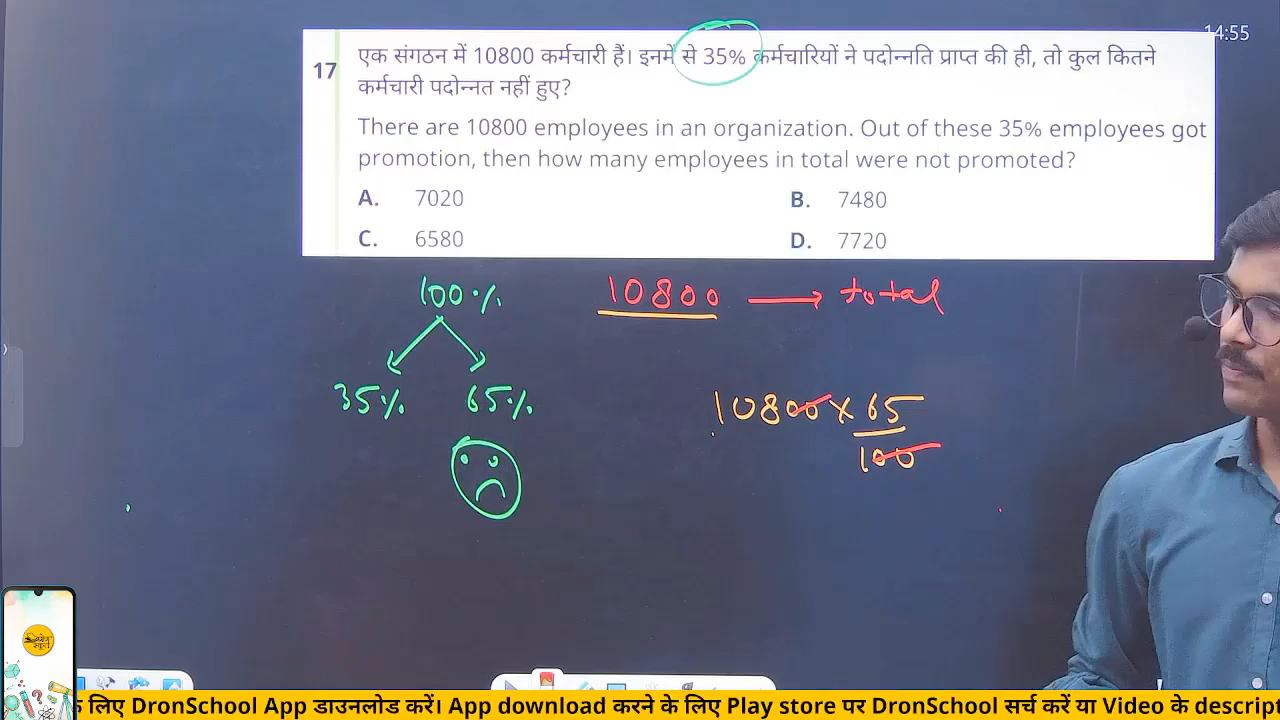 14:55
17 एक संगठन में 10800 कर्मचारी हैं। इनमें से 35% कर्मचारियों ने पदोन्नति प्राप्त की ही, तो कुल कितने
कर्मचारी पदोन्नत नहीं हुए?
There are 10800 employees in an organization. Out of these 35% employees got
promotion, then how many employees in total were not promoted?
A. 7020 B. 7480
C. 6580 D. 7720
100% 10800 → total
35% 65%
10800 x 65
100
के लिए DronSchool App डाउनलोड करें। App download करने के लिए Play store पर DronSchool सर्च करें या Video के descript